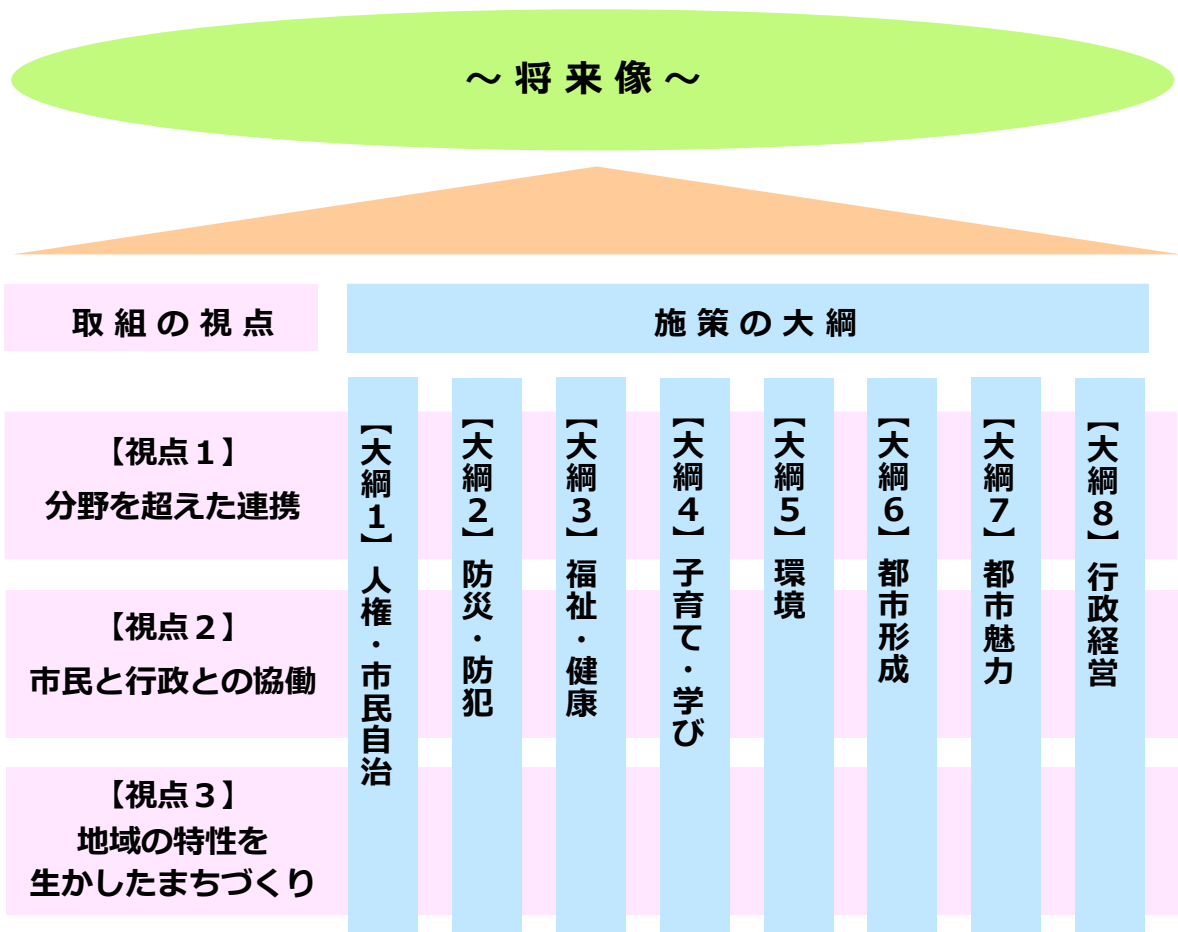 ～将来像～
取組の視点
施策の大綱
【視点１】
分野を超えた連携
【視点２】
市民と行政との協働
【視点３】
地域の特性を
生かしたまちづくり
【大綱１】人権・市民自治
【大綱２】防災・防犯
【大綱３】福祉・健康
【大綱４】子育て・学び
【大綱５】環境
【大綱６】都市形成
【大綱７】都市魅力
【大綱８】行政経営